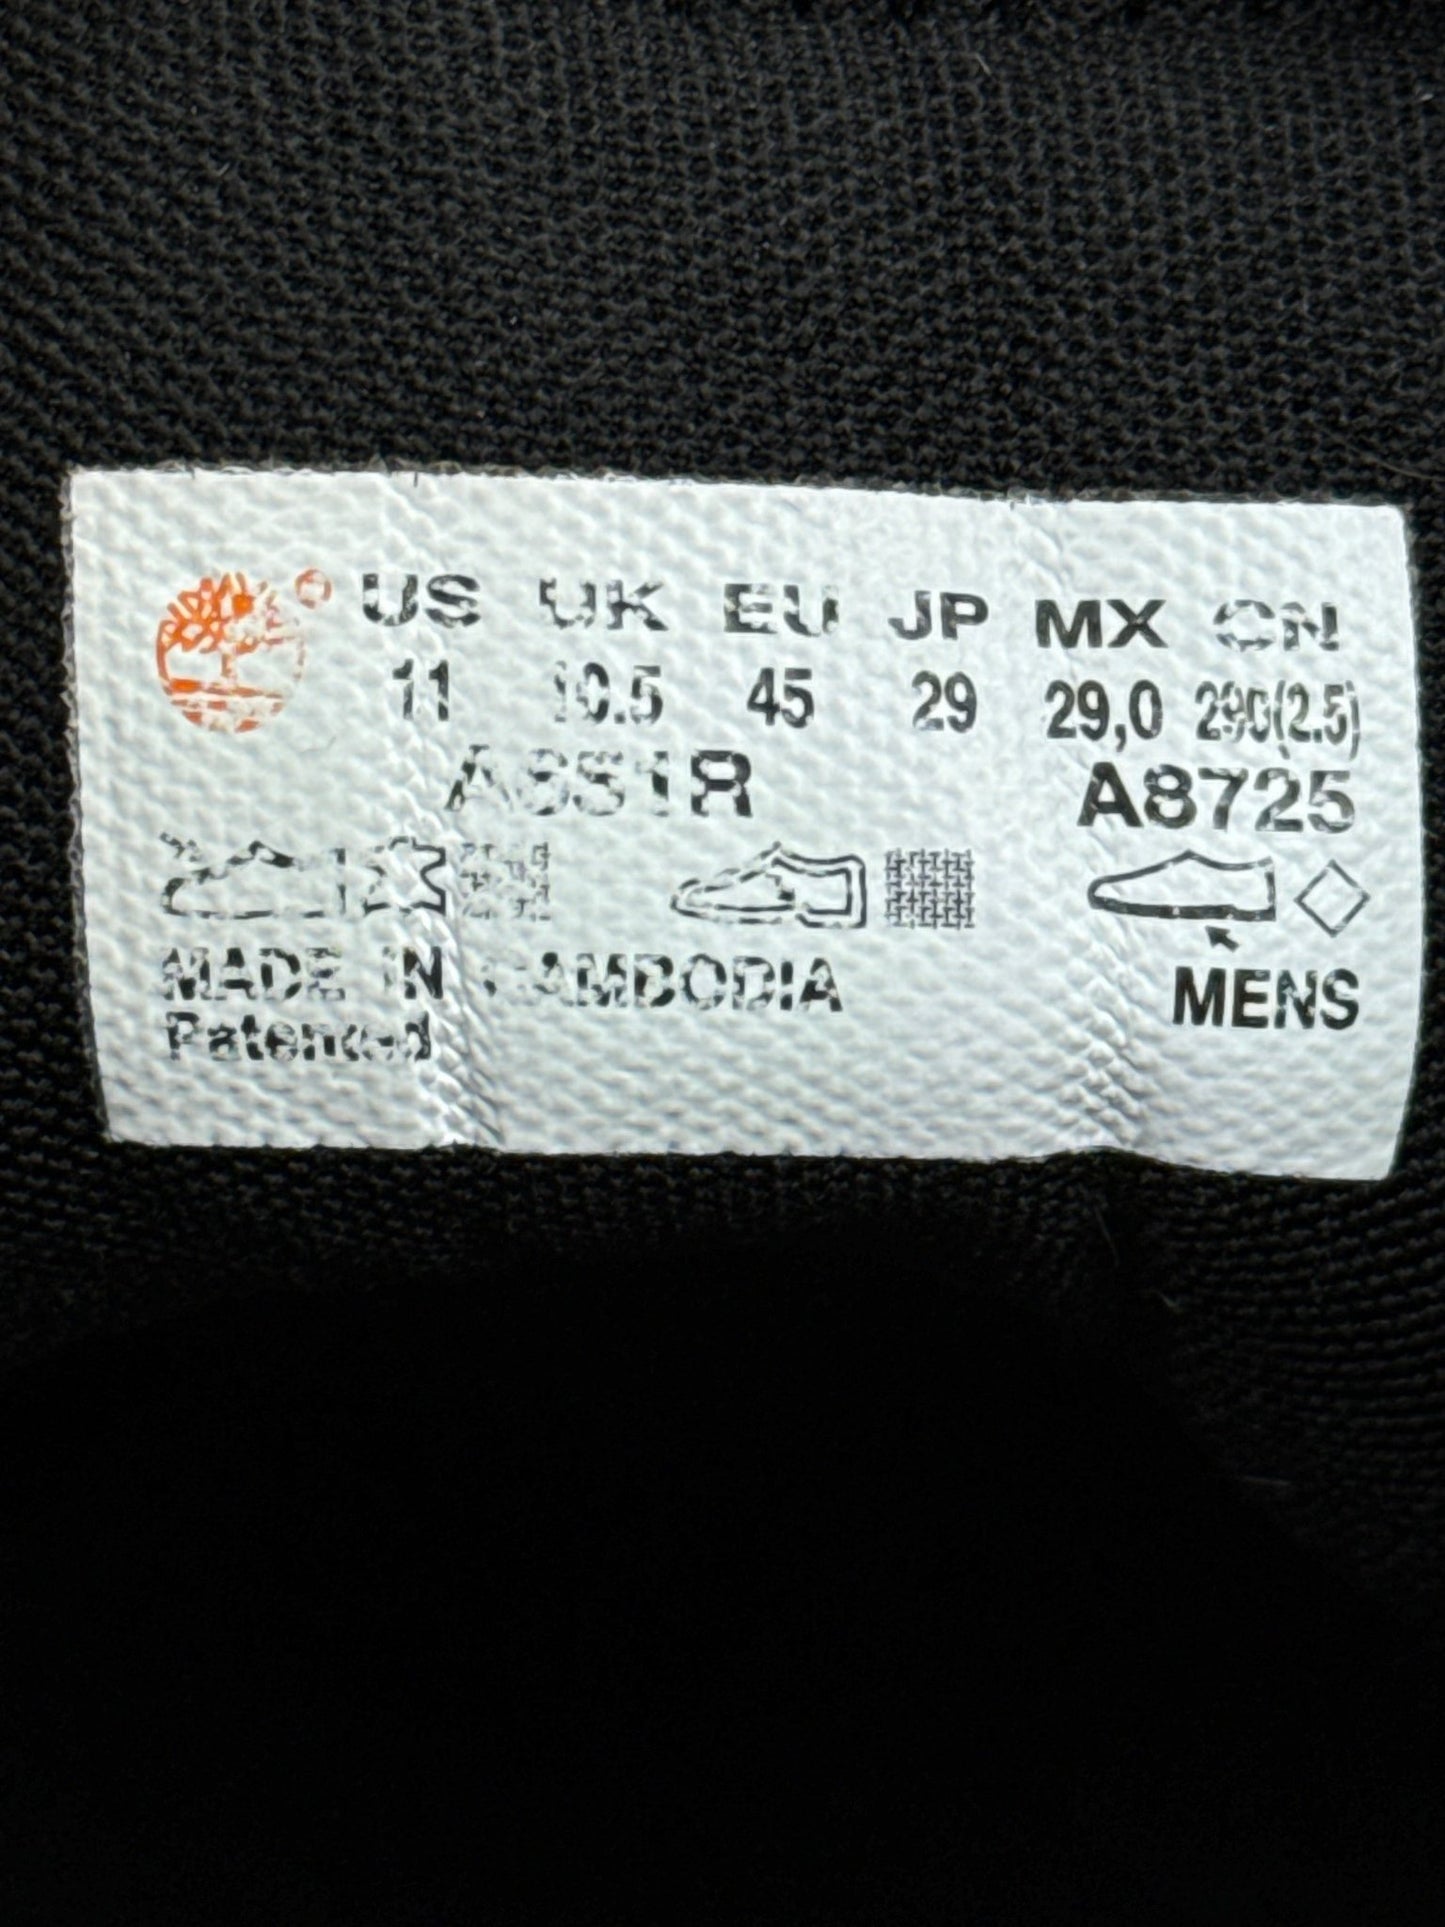 US UK EU JP MX CN
11 10.5 45 29 29,0 290(2.5)
A8725
MADE IN CAMBODIA MENS
Patented